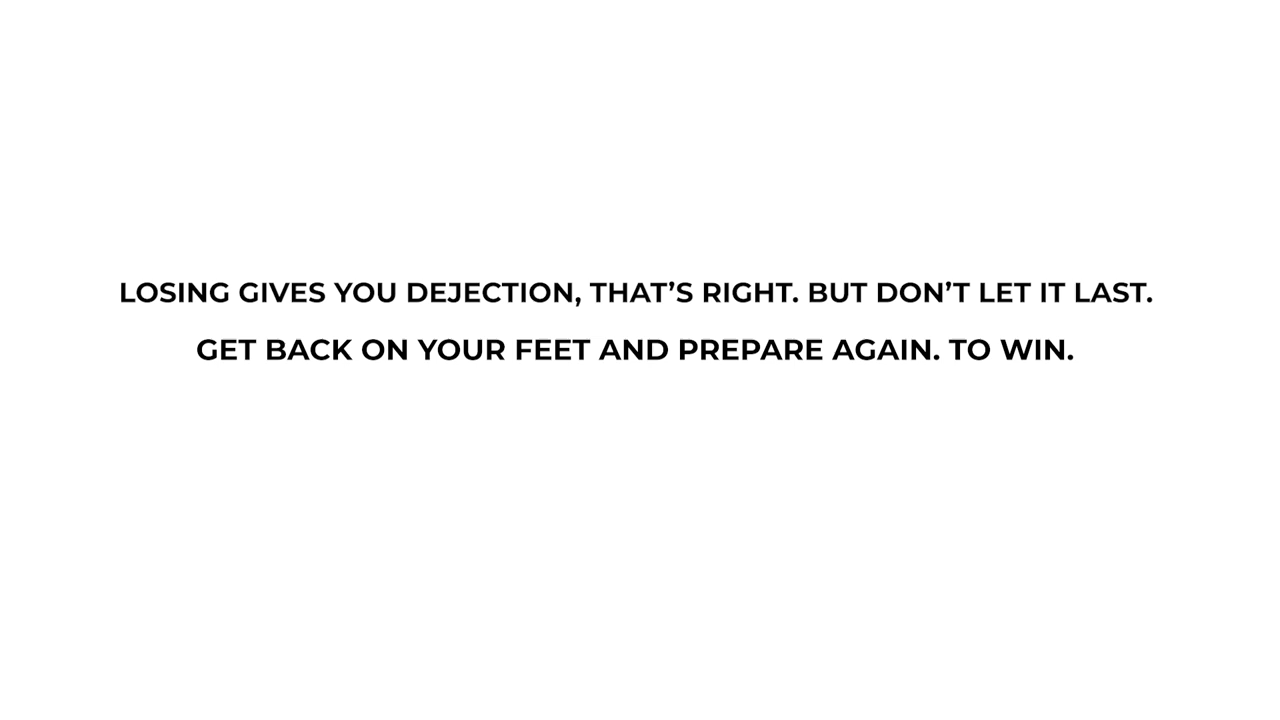 LOSING GIVES YOU DEJECTION, THAT’S RIGHT. BUT DON’T LET IT LAST.
GET BACK ON YOUR FEET AND PREPARE AGAIN. TO WIN.